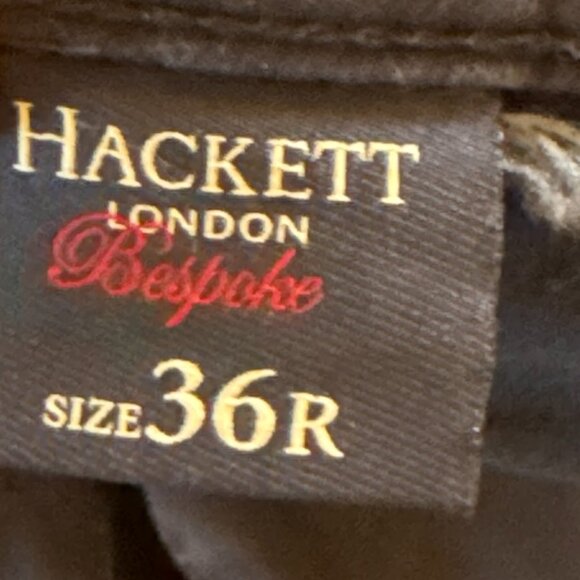 HACKETT
LONDON
Bespoke
SIZE 36R